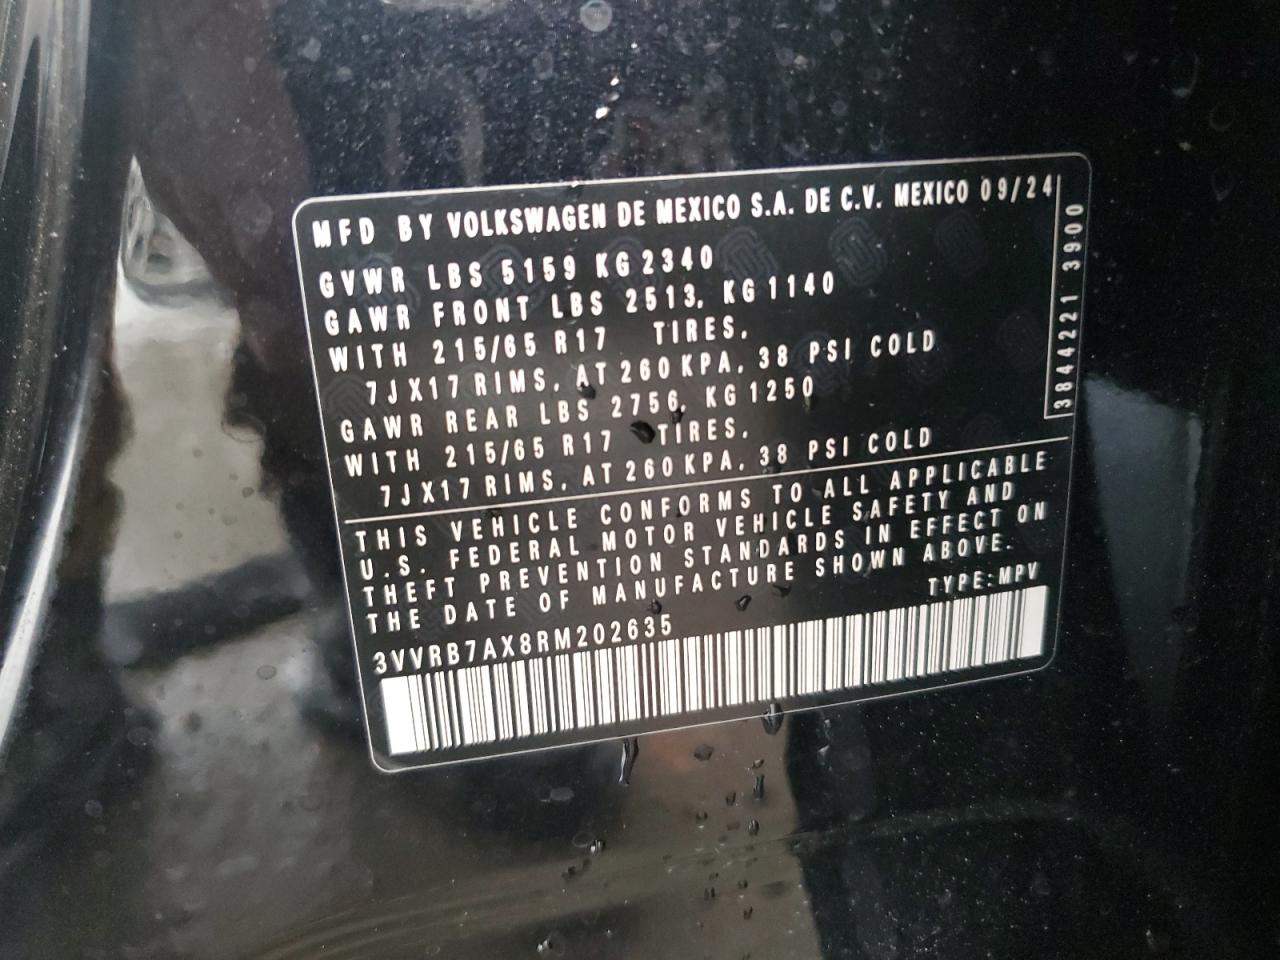 MFD BY VOLKSWAGEN DE MEXICO S.A. DE C.V. MEXICO 09/24
GVWR LBS 5159 KG 2340
GAWR FRONT LBS 2513, KG 1140
WITH 215/65 R17 TIRES,
7JX17 RIMS, AT 260 KPA, 38 PSI COLD
GAWR REAR LBS 2756, KG 1250
WITH 215/65 R17 TIRES,
7JX17 RIMS, AT 260 KPA, 38 PSI COLD
3844221 3900
THIS VEHICLE CONFORMS TO ALL APPLICABLE
U.S. FEDERAL MOTOR VEHICLE SAFETY AND
THEFT PREVENTION STANDARDS IN EFFECT ON
THE DATE OF MANUFACTURE SHOWN ABOVE.
TYPE: MPV
3VVRB7AX8RM202635